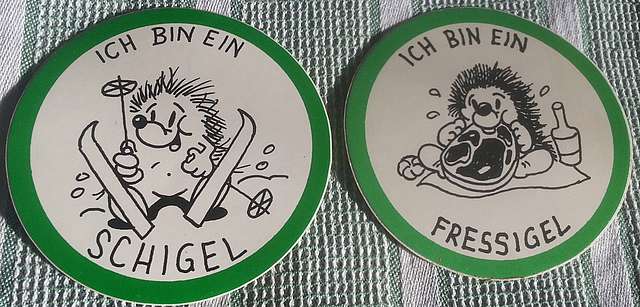 ICH BIN EIN
SCHIGEL
ICH BIN EIN
FRESSIGEL